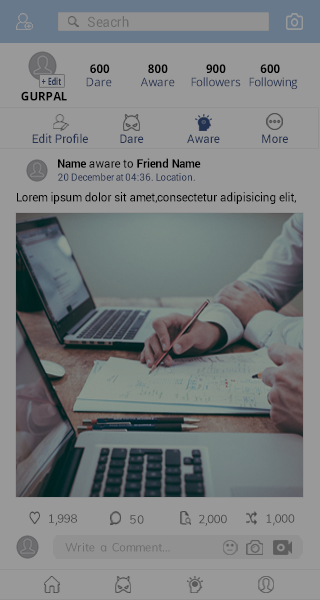 Seacrh
600 800 900 600
Dare Aware Followers Following
+ Edit
GURPAL
Edit Profile Dare Aware More
Name aware to Friend Name
20 December at 04:36. Location.
Lorem ipsum dolor sit amet,consectetur adipisicing elit,
1,998 50 2,000 1,000
Write a Comment...